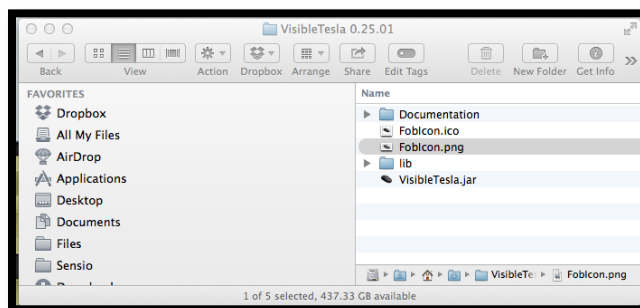 VisibleTesla 0.25.01
Back View Action Dropbox Arrange Share Edit Tags Delete New Folder Get Info
FAVORITES
Dropbox
All My Files
AirDrop
Applications
Desktop
Documents
Files
Sensio
Name
Documentation
FobIcon.ico
FobIcon.png
lib
VisibleTesla.jar
VisibleTe FobIcon.png
1 of 5 selected, 437.33 GB available